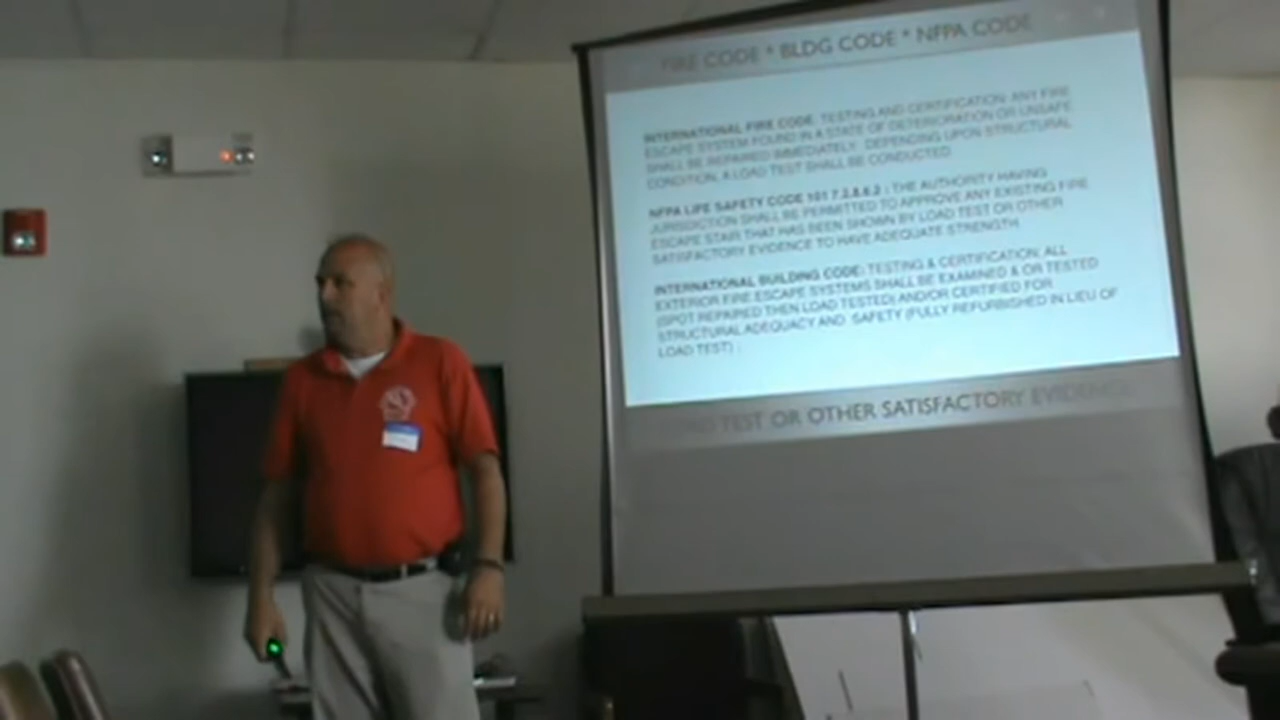 FIRE CODE * BLDG CODE * NFPA CODE
INTERNATIONAL FIRE CODE: TESTING AND CERTIFICATION: ANY FIRE
ESCAPE SYSTEM FOUND IN A STATE OF DETERIORATION OR UNSAFE
SHALL BE REPAIRED IMMEDIATELY. DEPENDING UPON STRUCTURAL
CONDITION, A LOAD TEST SHALL BE CONDUCTED.
NFPA LIFE SAFETY CODE 101 7.2.8.6.2 : THE AUTHORITY HAVING
JURISDICTION SHALL BE PERMITTED TO APPROVE ANY EXISTING FIRE
ESCAPE STAIR THAT HAS BEEN SHOWN BY LOAD TEST OR OTHER
SATISFACTORY EVIDENCE TO HAVE ADEQUATE STRENGTH.
INTERNATIONAL BUILDING CODE: TESTING & CERTIFICATION: ALL
EXTERIOR FIRE ESCAPE SYSTEMS SHALL BE EXAMINED & OR TESTED
(SPOT REPAIRED THEN LOAD TESTED) AND/OR CERTIFIED FOR
STRUCTURAL ADEQUACY AND SAFETY (FULLY REFURBISHED IN LIEU OF
LOAD TEST) .
LOAD TEST OR OTHER SATISFACTORY EVIDENCE